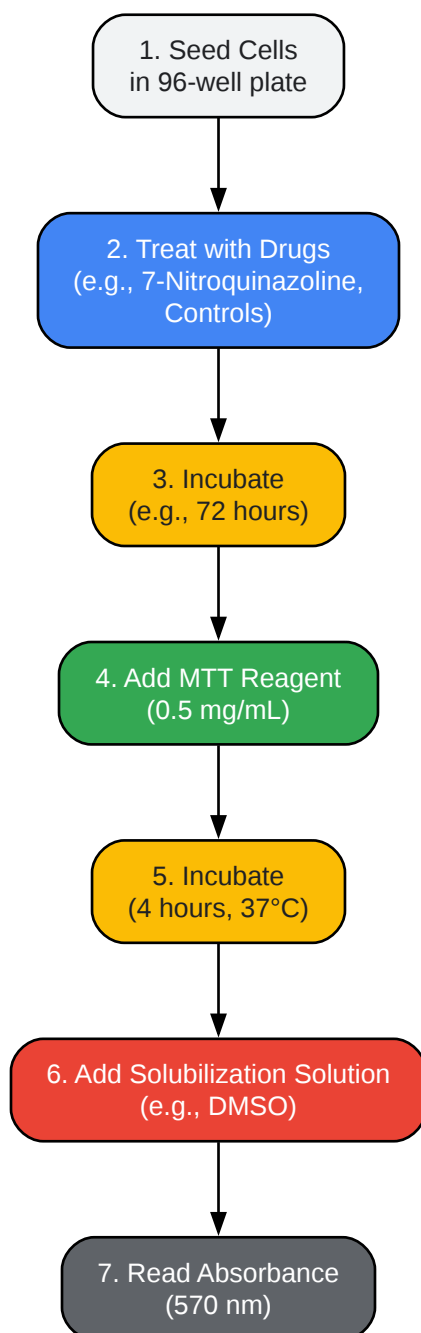 1. Seed Cells
in 96-well plate
2. Treat with Drugs
(e.g., 7-Nitroquinazoline,
Controls)
3. Incubate
(e.g., 72 hours)
4. Add MTT Reagent
(0.5 mg/mL)
5. Incubate
(4 hours, 37°C)
6. Add Solubilization Solution
(e.g., DMSO)
7. Read Absorbance
(570 nm)